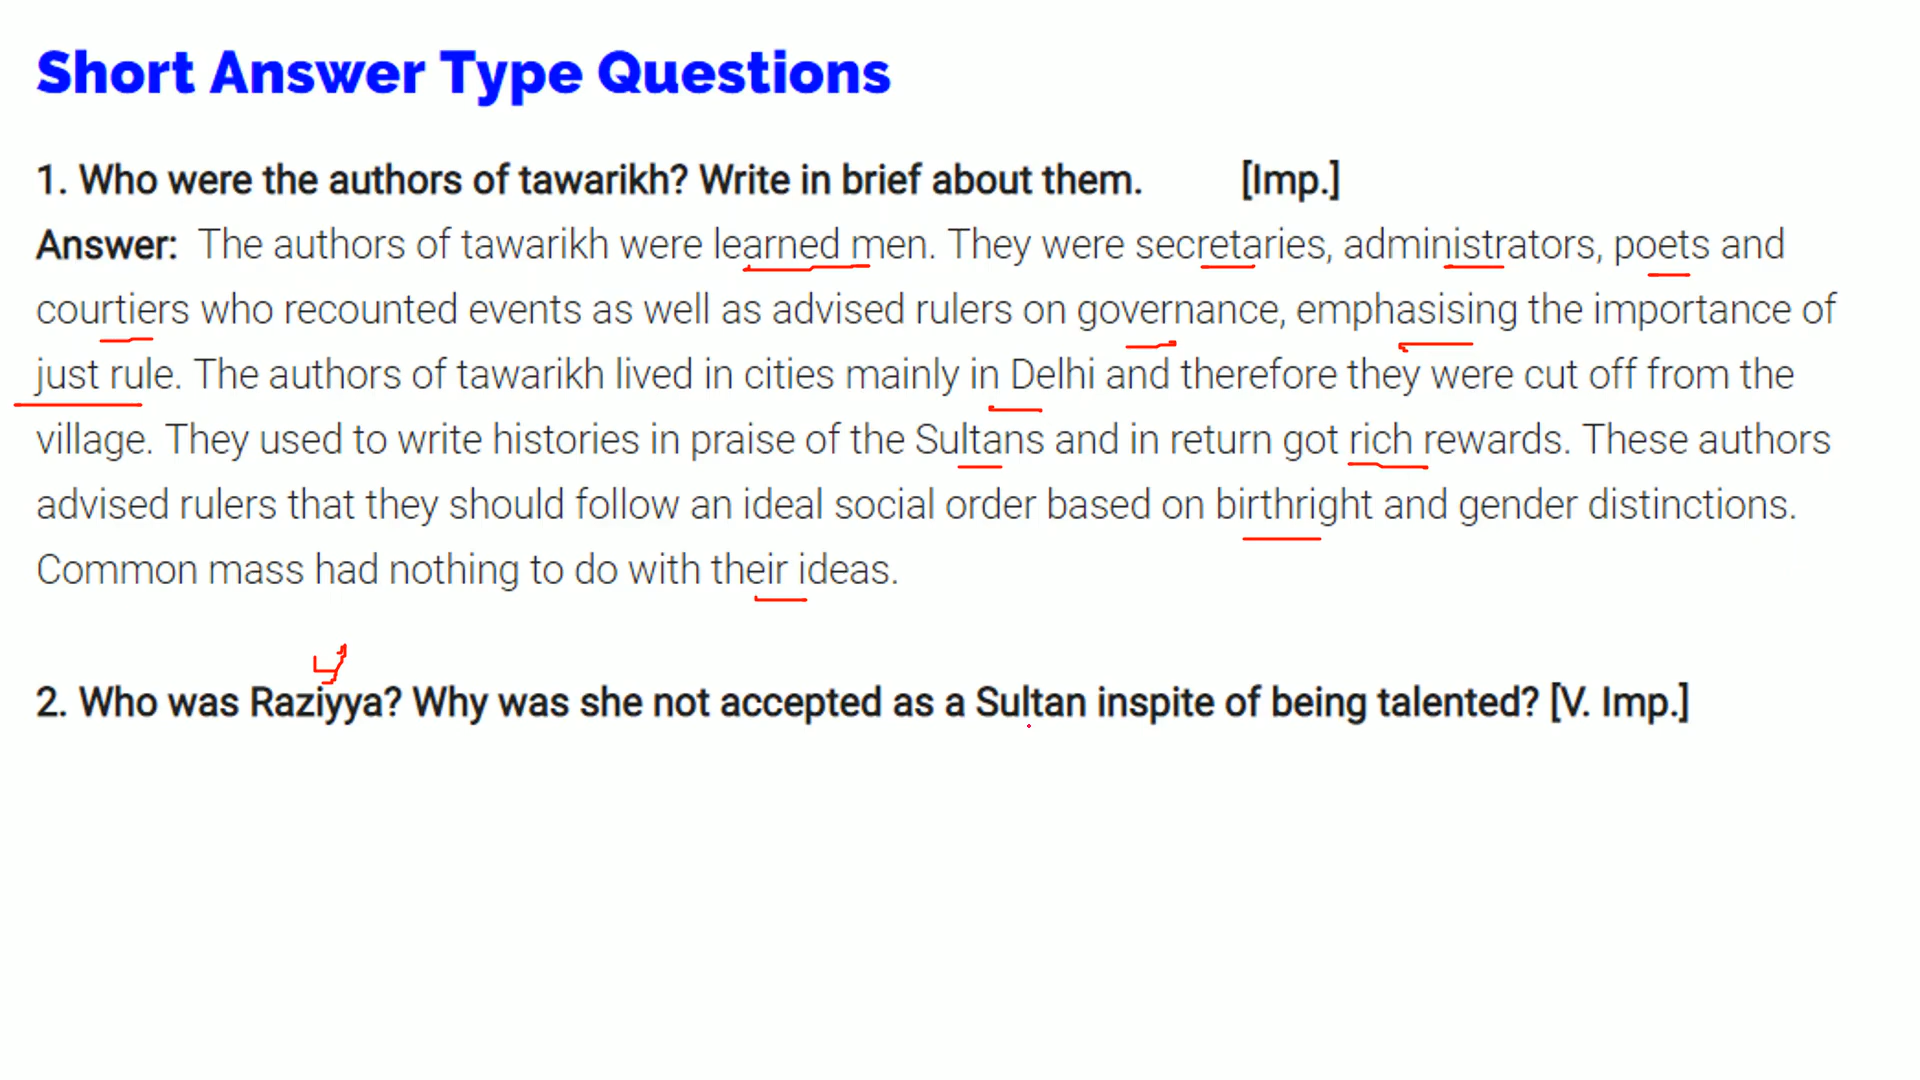 Short Answer Type Questions
1. Who were the authors of tawarikh? Write in brief about them. [Imp.]
Answer: The authors of tawarikh were learned men. They were secretaries, administrators, poets and
courtiers who recounted events as well as advised rulers on governance, emphasising the importance of
just rule. The authors of tawarikh lived in cities mainly in Delhi and therefore they were cut off from the
village. They used to write histories in praise of the Sultans and in return got rich rewards. These authors
advised rulers that they should follow an ideal social order based on birthright and gender distinctions.
Common mass had nothing to do with their ideas.
2. Who was Raziyya? Why was she not accepted as a Sultan inspite of being talented? [V. Imp.]